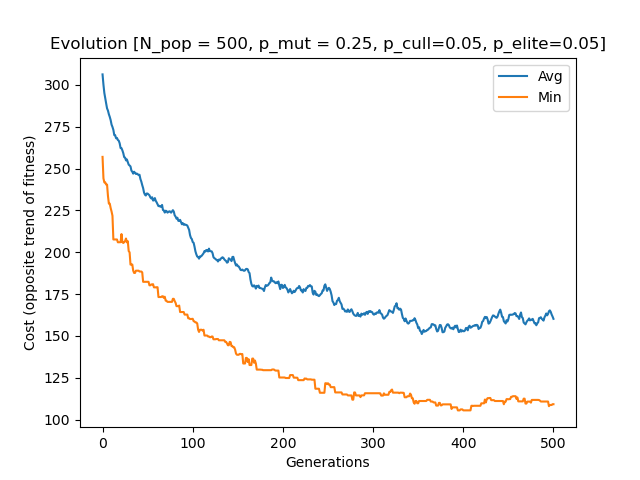 Evolution [N_pop = 500, p_mut = 0.25, p_cull=0.05, p_elite=0.05]
Avg
Min
Cost (opposite trend of fitness)
300
275
250
225
200
175
150
125
100
0 100 200 300 400 500
Generations